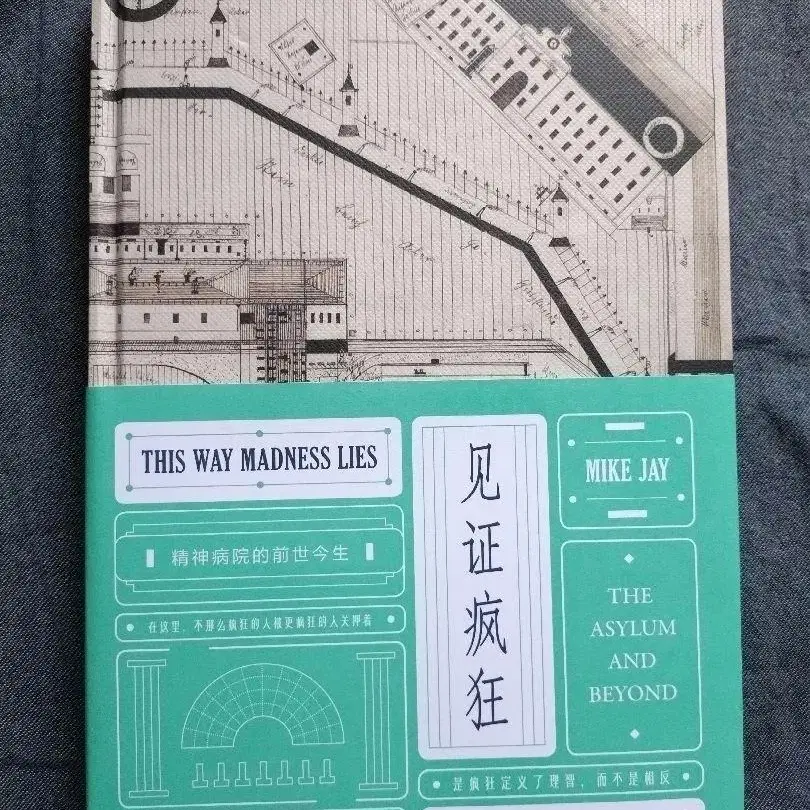 THIS WAY MADNESS LIES
精神病院的前世今生
在这里,不那么疯狂的人被更疯狂的人关押着
见证疯狂
MIKE JAY
THE
ASYLUM
AND
BEYOND
是疯狂定义了理智,而不是相反